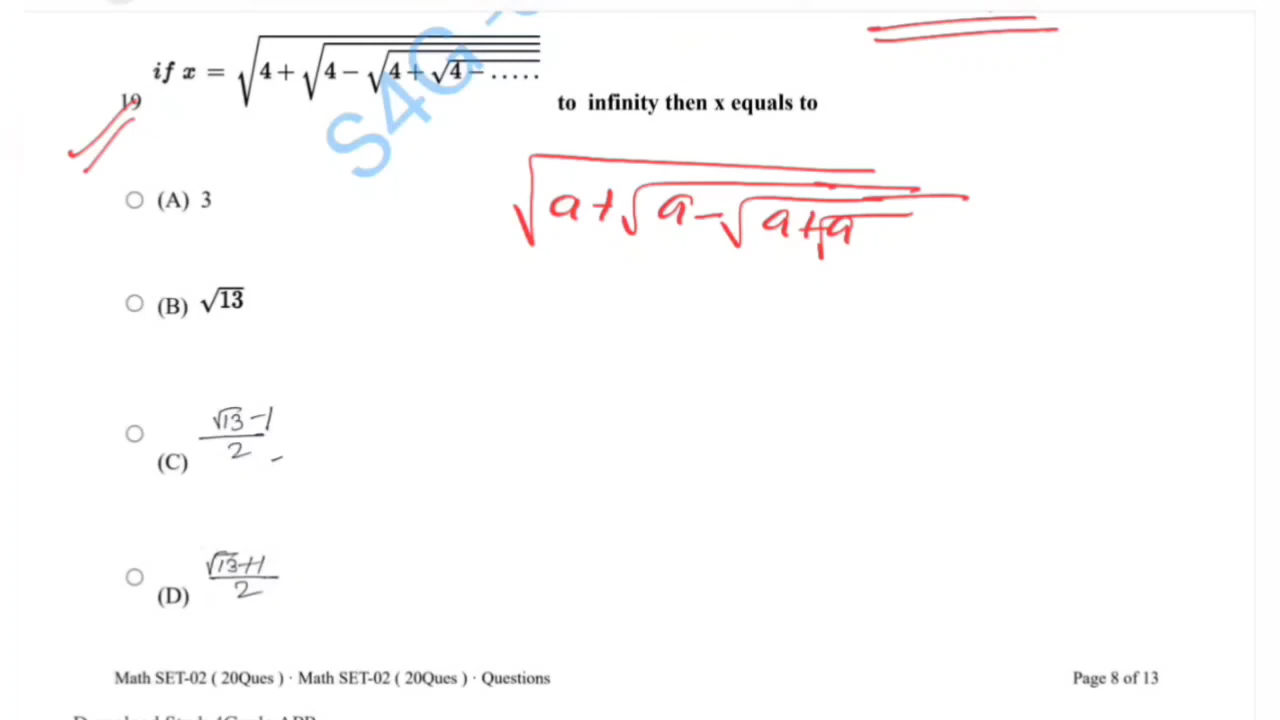 if x = √(4 + √(4 − √(4 + √4 − .....
19
to infinity then x equals to
S4G
√(a + √(a − √(a + √a
(A) 3
(B) √13
(C) (√13 − 1)/2
(D) (√13 + 1)/2
Math SET-02 ( 20Ques ) · Math SET-02 ( 20Ques ) · Questions
Page 8 of 13